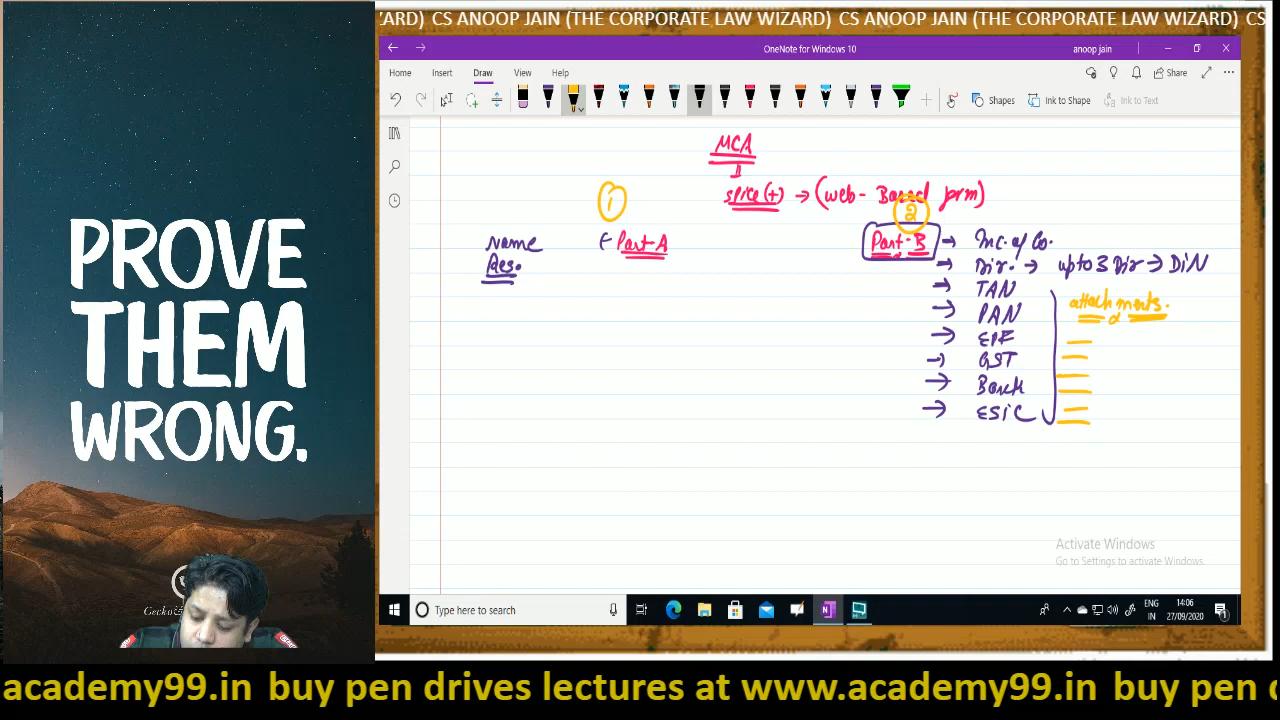 ZARD) CS ANOOP JAIN (THE CORPORATE LAW WIZARD) CS ANOOP JAIN (THE CORPORATE LAW WIZARD) CS
OneNote for Windows 10
anoop jain
Home Insert Draw View Help
Share
Shapes Ink to Shape Ink to Text
MCA
spice(+) → (web-Based form)
1
2
Name ← Part-A
Res.
Part-B → Inc. of Co.
→ Dir. → upto 3 Dir → DIN
→ TAN
→ PAN
→ EPF
→ GST
→ Bank
→ ESIC
attachments.
PROVE
THEM
WRONG.
Activate Windows
Go to Settings to activate Windows.
Type here to search
ENG
IN
14:06
27/09/2020
academy99.in buy pen drives lectures at www.academy99.in buy pen